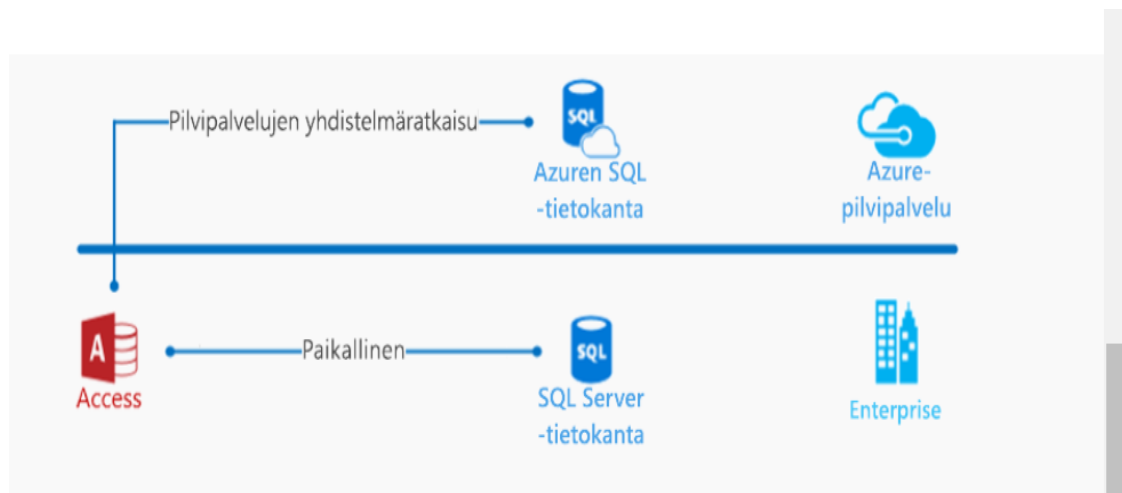 Pilvipalvelujen yhdistelmäratkaisu
SQL
Azuren SQL
-tietokanta
Azure-
pilvipalvelu
A
Access
Paikallinen
SQL
SQL Server
-tietokanta
Enterprise